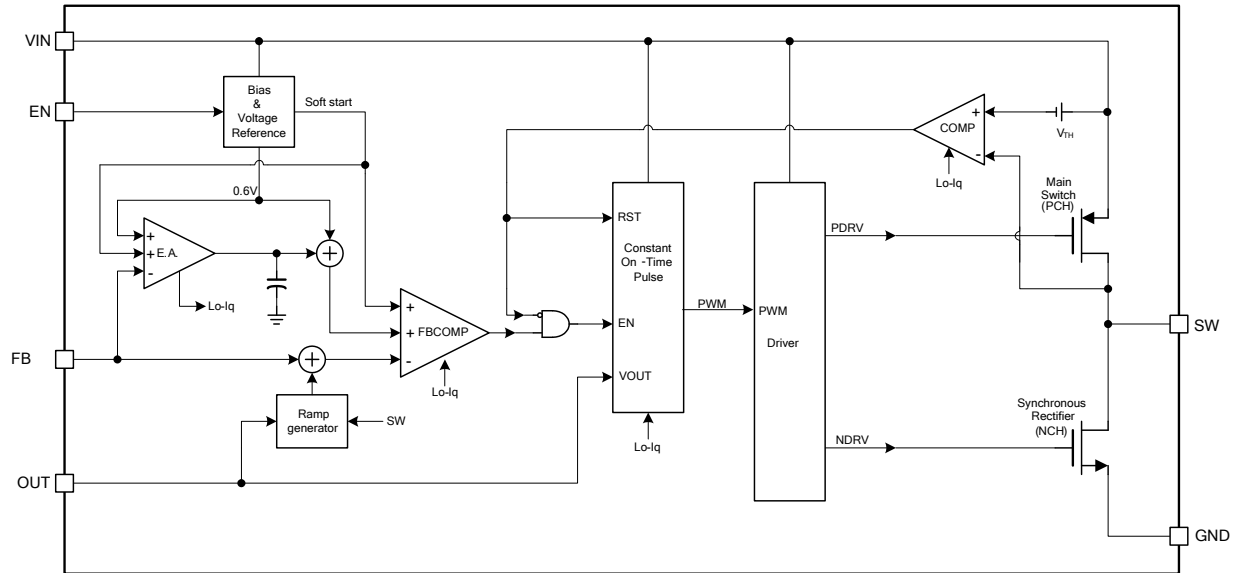 VIN
EN
Bias
&
Voltage
Reference
Soft start
0.6V
+
+
-
E.A.
+
Lo-Iq
FB
+
Ramp
generator
SW
OUT
+
+
-
FBCOMP
Lo-Iq
RST
Constant
On -Time
Pulse
EN
VOUT
Lo-Iq
PWM
PWM
Driver
PDRV
NDRV
COMP
+
-
Lo-Iq
VTH
Main
Switch
(PCH)
SW
Synchronous
Rectifier
(NCH)
GND